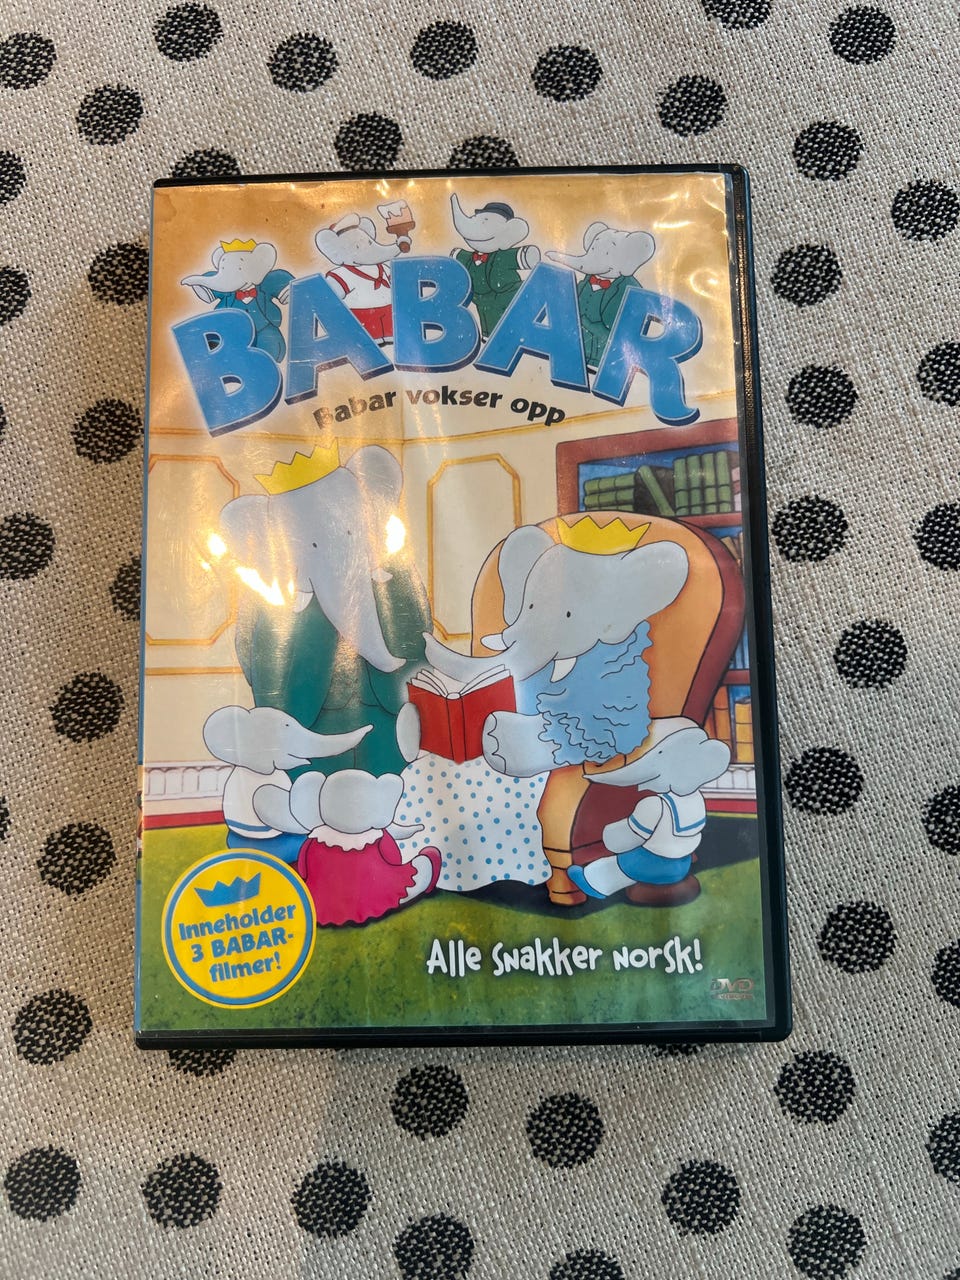 BABAR
Babar vokser opp
Inneholder
3 BABAR-
filmer!
Alle snakker norsk!
DVD